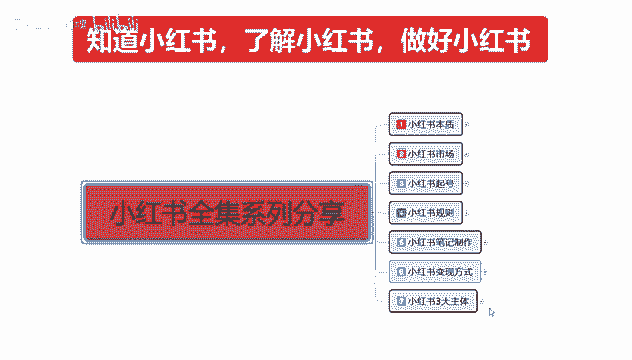 知道小红书，了解小红书，做好小红书
小红书全集系列分享
1 小红书本质
2 小红书市场
3 小红书起号
4 小红书规则
5 小红书笔记制作
6 小红书变现方式
7 小红书3大主体